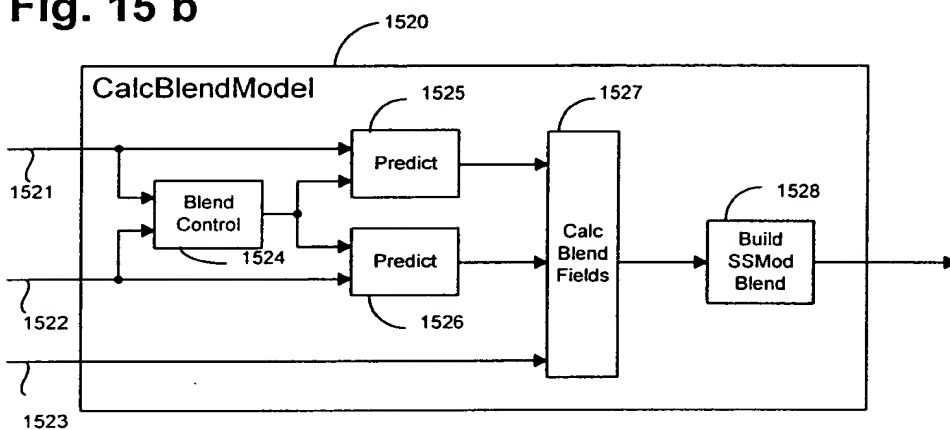 Fig. 15 b
1520
CalcBlendModel
1525
1527
Predict
1521
Blend
Control
1524
1528
Calc
Blend
Fields
Build
SSMod
Blend
Predict
1522
1526
1523